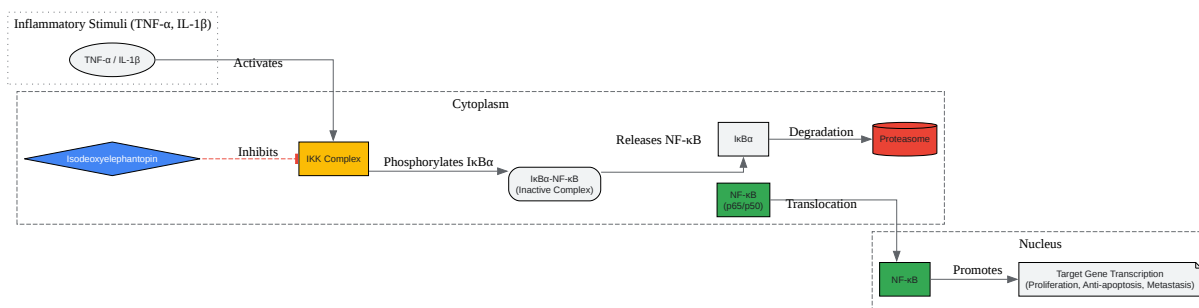 Inflammatory Stimuli (TNF-α, IL-1β)
TNF-α / IL-1β
Activates
Cytoplasm
Isodeoxyelephantopin
Inhibits
IKK Complex
Phosphorylates IκBα
IκBα-NF-κB
(Inactive Complex)
Releases NF-κB
IκBα
Degradation
Proteasome
NF-κB
(p65/p50)
Translocation
Nucleus
NF-κB
Promotes
Target Gene Transcription
(Proliferation, Anti-apoptosis, Metastasis)